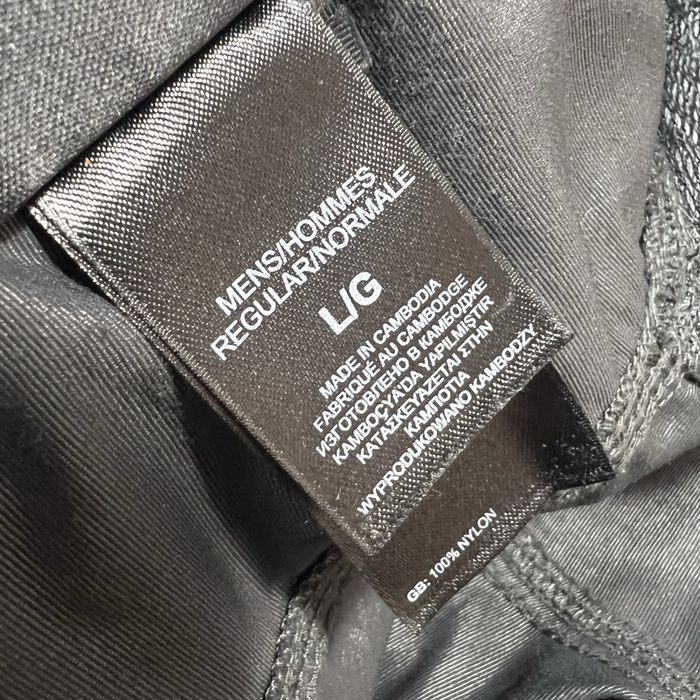 MENS/HOMMES
REGULAR/NORMALE
L/G
MADE IN CAMBODIA
FABRIQUÉ AU CAMBODGE
ИЗГОТОВЛЕНО В КАМБОДЖЕ
KAMBOÇYA'DA YAPILMIŞTIR
ΚΑΤΑΣΚΕΥΑΖΕΤΑΙ ΣΤΗΝ
ΚΑΜΠΟΤΙΑ
WYPRODUKOWANO KAMBODŻY
GB: 100% NYLON